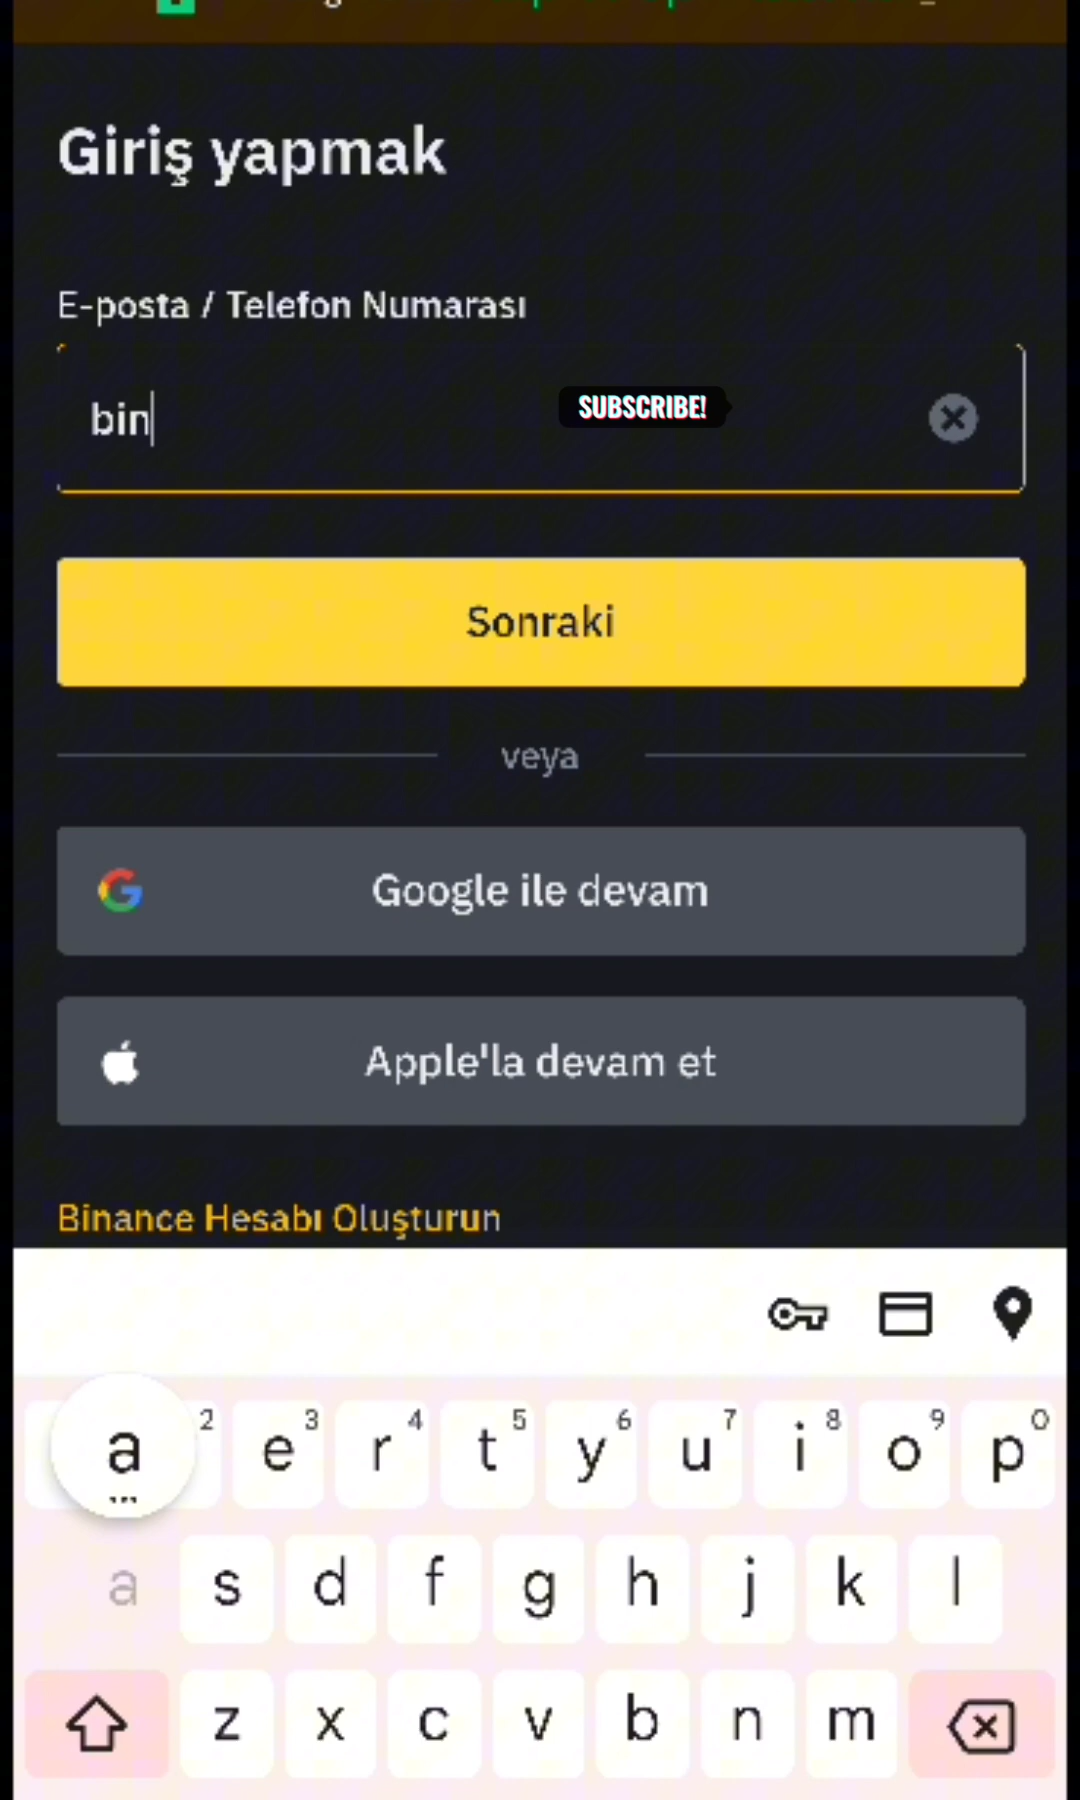 Giriş yapmak
E-posta / Telefon Numarası
bin
SUBSCRIBE!
Sonraki
veya
Google ile devam
Apple'la devam et
Binance Hesabı Oluşturun
a 2 e 3 r 4 t 5 y 6 u 7 i 8 o 9 p 0
a s d f g h j k l
z x c v b n m